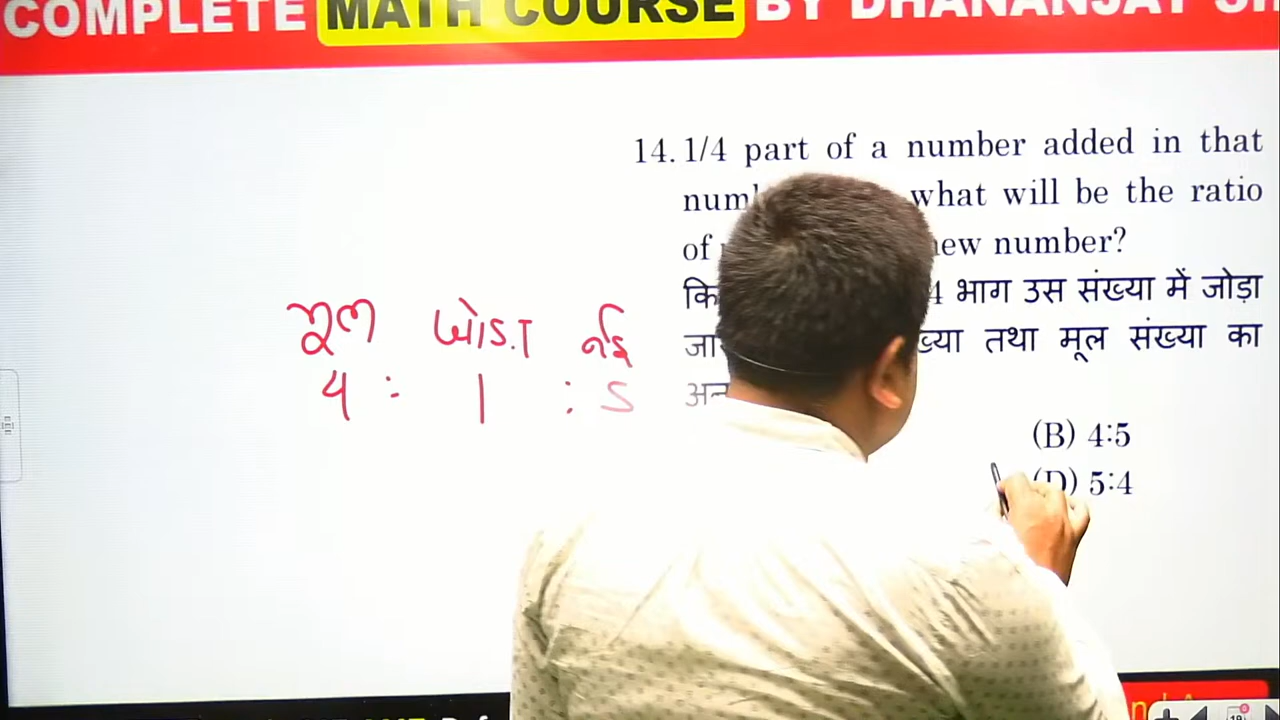 COMPLETE MATH COURSE BY DHANANJAY
14. 1/4 part of a number added in that
what will be the ratio
of new number?
भाग उस संख्या में जोड़ा
तथा मूल संख्या का
(B) 4:5
(D) 5:4
मूल जोड़ा नई
4 : 1 : 5